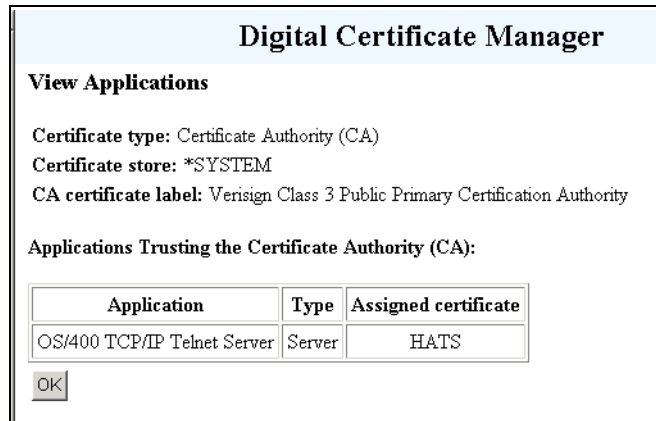 Digital Certificate Manager
View Applications
Certificate type: Certificate Authority (CA)
Certificate store: *SYSTEM
CA certificate label: Verisign Class 3 Public Primary Certification Authority
Applications Trusting the Certificate Authority (CA):
Application Type Assigned certificate
OS/400 TCP/IP Telnet Server Server HATS
OK